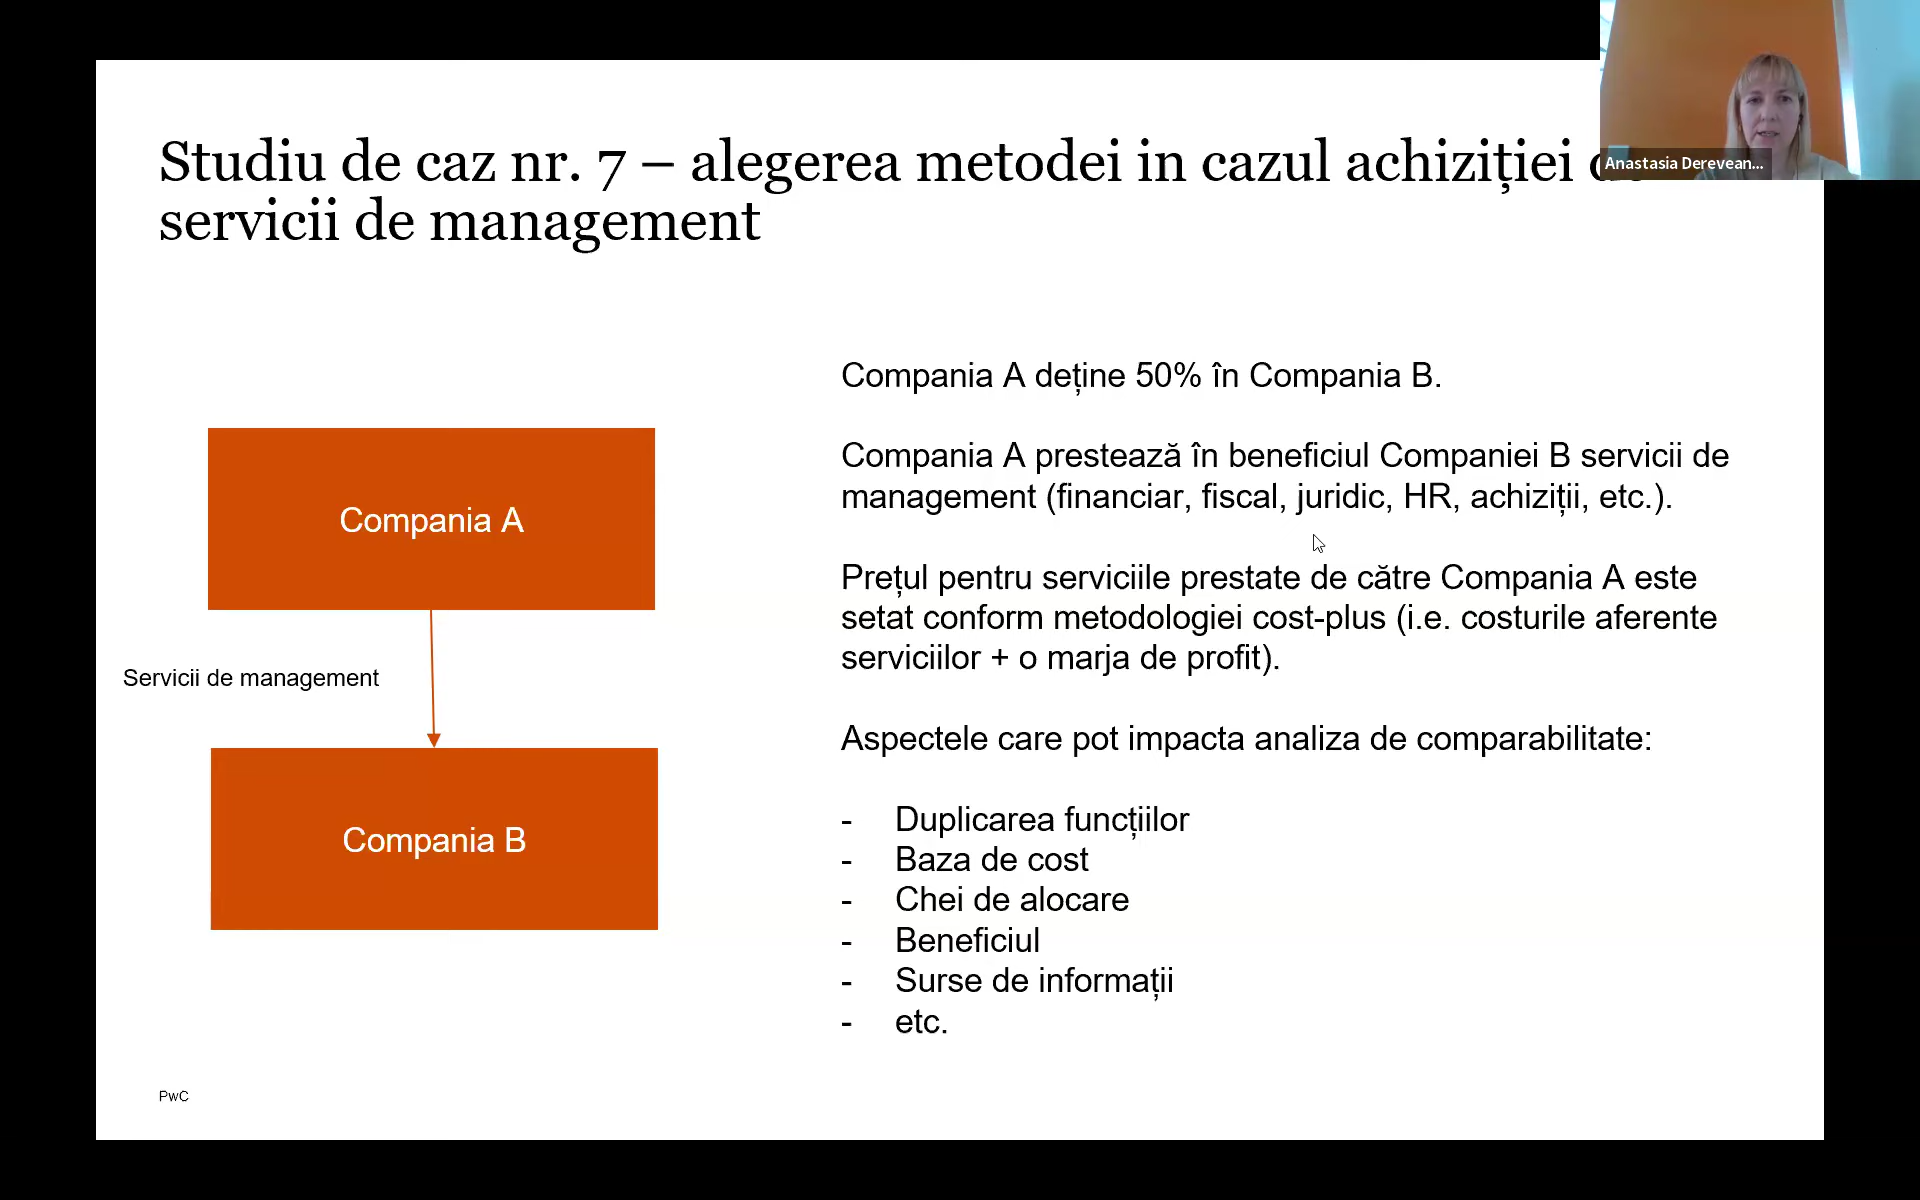 Studiu de caz nr. 7 – alegerea metodei in cazul achiziției
servicii de management
Anastasia Derevean...
Compania A
Servicii de management
Compania B
Compania A deține 50% în Compania B.
Compania A prestează în beneficiul Companiei B servicii de
management (financiar, fiscal, juridic, HR, achiziții, etc.).
Prețul pentru serviciile prestate de către Compania A este
setat conform metodologiei cost-plus (i.e. costurile aferente
serviciilor + o marja de profit).
Aspectele care pot impacta analiza de comparabilitate:
- Duplicarea funcțiilor
- Baza de cost
- Chei de alocare
- Beneficiul
- Surse de informații
- etc.
PwC